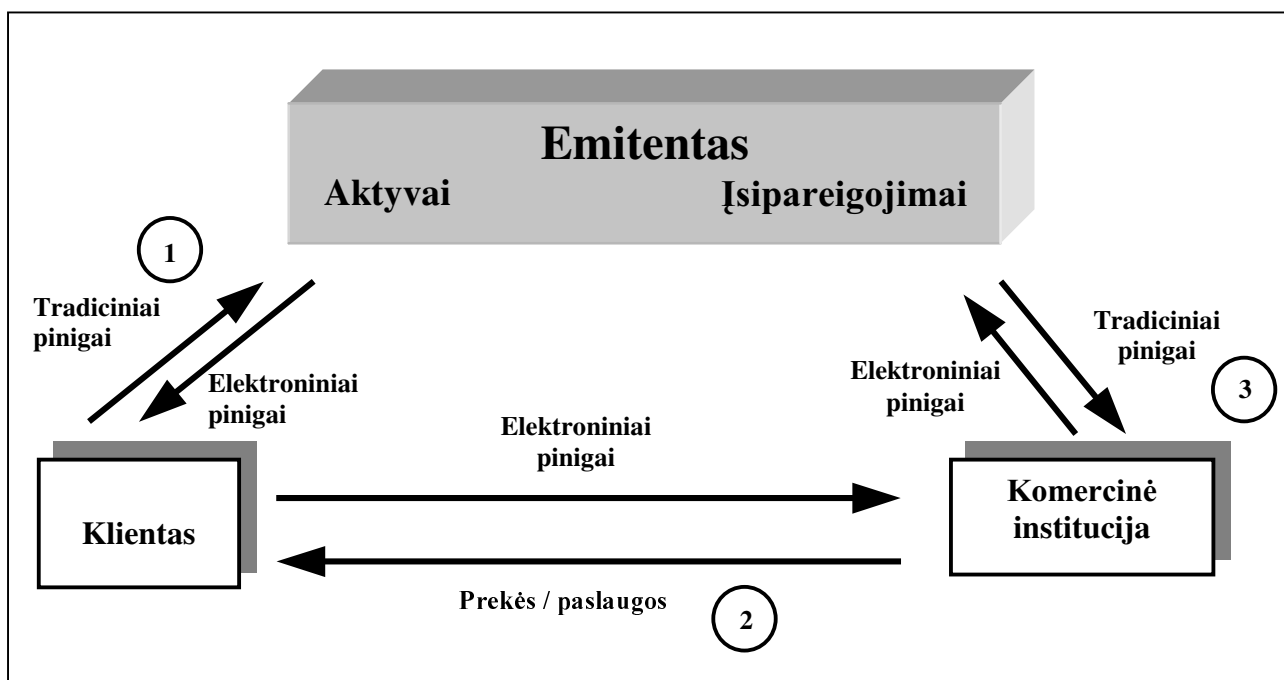 Emitentas
Aktyvai
Įsipareigojimai
1
Tradiciniai
pinigai
Elektroniniai
pinigai
Tradiciniai
pinigai
Elektroniniai
pinigai
3
Elektroniniai
pinigai
Klientas
Komercinė
institucija
Prekės / paslaugos
2